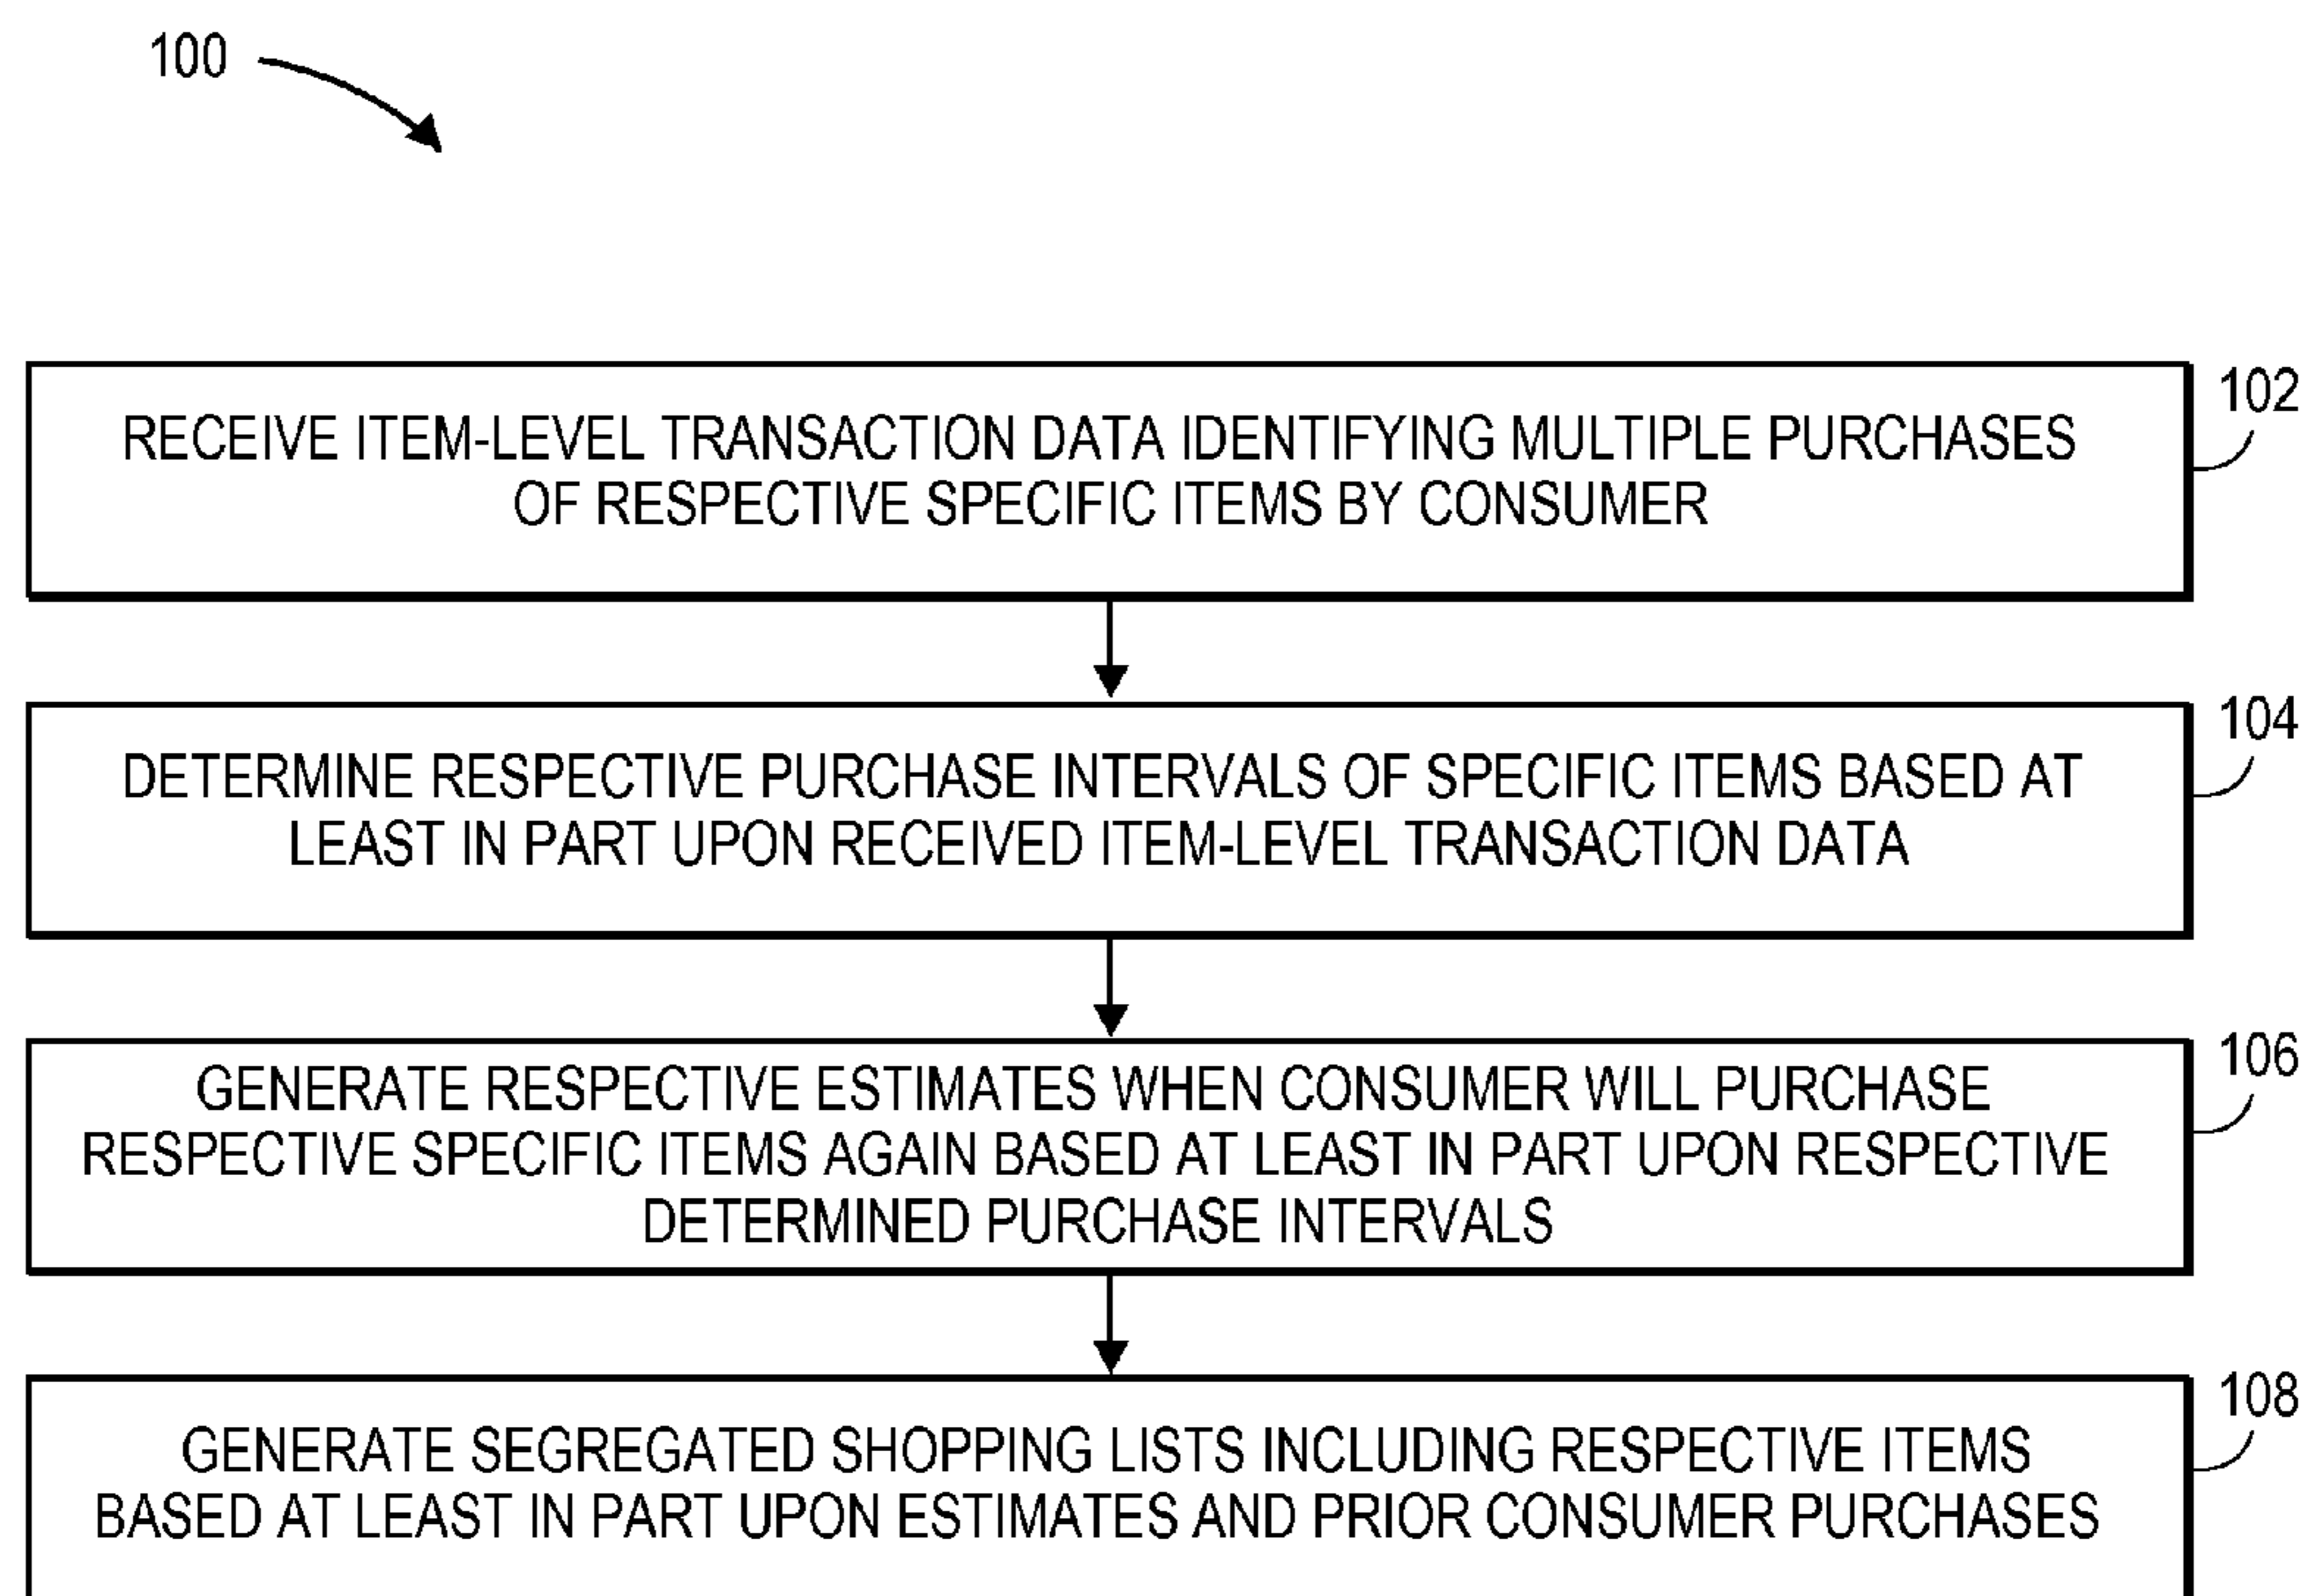 100
102
RECEIVE ITEM-LEVEL TRANSACTION DATA IDENTIFYING MULTIPLE PURCHASES
OF RESPECTIVE SPECIFIC ITEMS BY CONSUMER
104
DETERMINE RESPECTIVE PURCHASE INTERVALS OF SPECIFIC ITEMS BASED AT
LEAST IN PART UPON RECEIVED ITEM-LEVEL TRANSACTION DATA
106
GENERATE RESPECTIVE ESTIMATES WHEN CONSUMER WILL PURCHASE
RESPECTIVE SPECIFIC ITEMS AGAIN BASED AT LEAST IN PART UPON RESPECTIVE
DETERMINED PURCHASE INTERVALS
108
GENERATE SEGREGATED SHOPPING LISTS INCLUDING RESPECTIVE ITEMS
BASED AT LEAST IN PART UPON ESTIMATES AND PRIOR CONSUMER PURCHASES